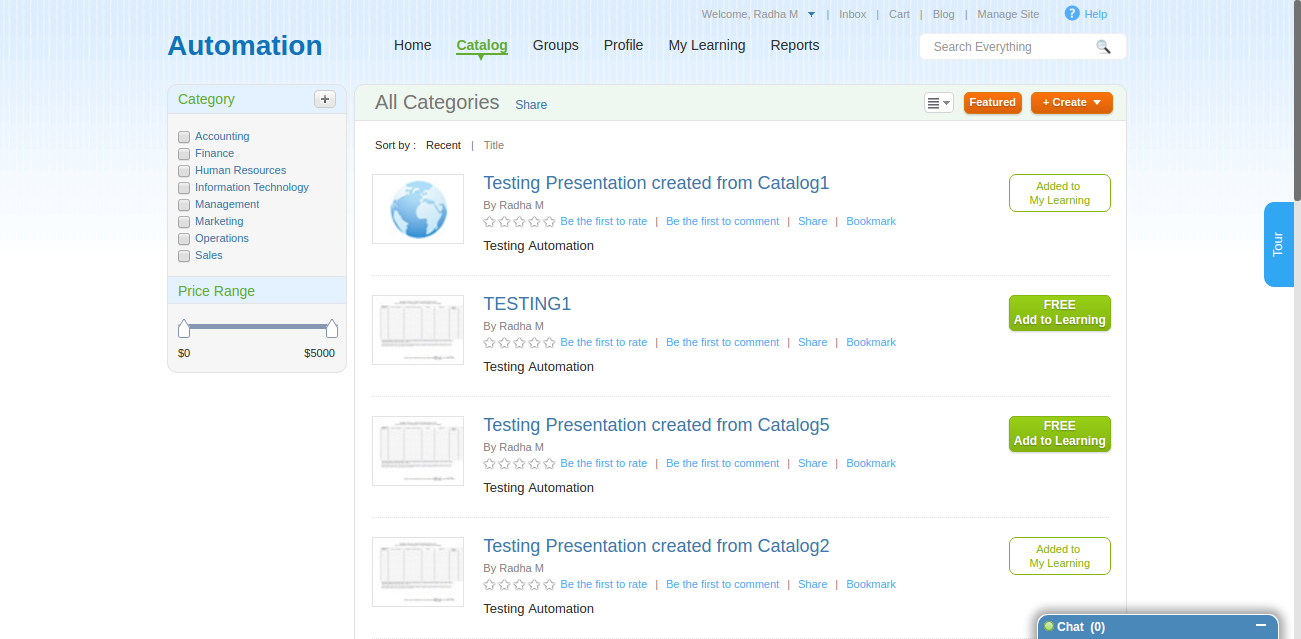 Welcome, Radha M | Inbox | Cart | Blog | Manage Site ? Help
Automation
Home Catalog Groups Profile My Learning Reports
Search Everything
Category +
Accounting
Finance
Human Resources
Information Technology
Management
Marketing
Operations
Sales
Price Range
$0 $5000
All Categories Share
Featured
+ Create
Sort by : Recent | Title
Testing Presentation created from Catalog1
By Radha M
Be the first to rate | Be the first to comment | Share | Bookmark
Testing Automation
Added to
My Learning
TESTING1
By Radha M
Be the first to rate | Be the first to comment | Share | Bookmark
Testing Automation
FREE
Add to Learning
Testing Presentation created from Catalog5
By Radha M
Be the first to rate | Be the first to comment | Share | Bookmark
Testing Automation
FREE
Add to Learning
Testing Presentation created from Catalog2
By Radha M
Be the first to rate | Be the first to comment | Share | Bookmark
Testing Automation
Added to
My Learning
Tour
Chat (0)